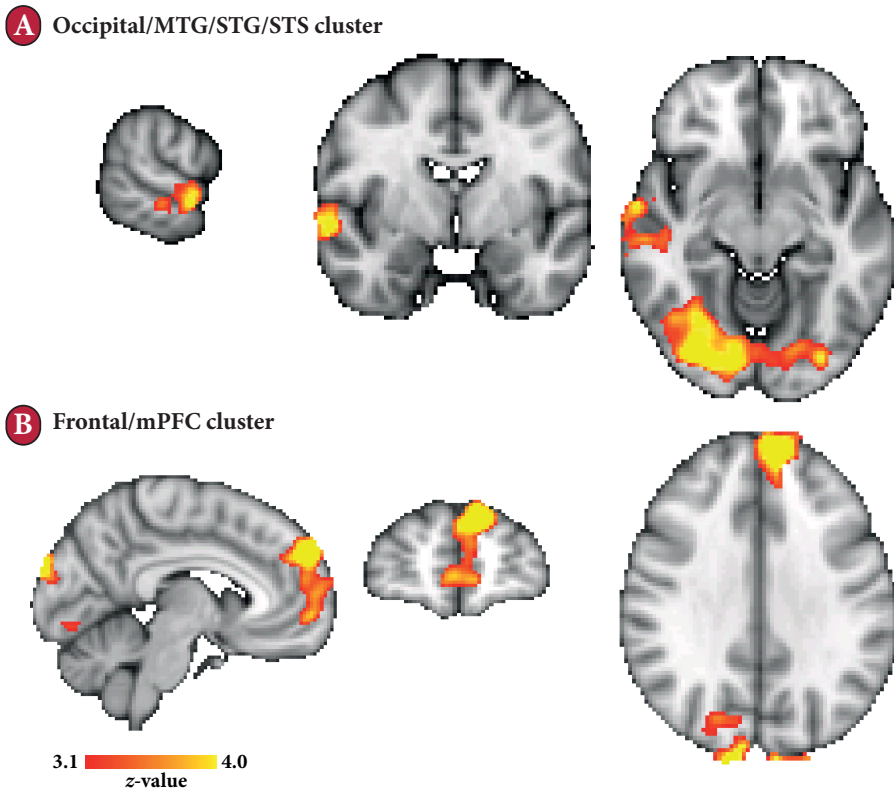 A Occipital/MTG/STG/STS cluster
B Frontal/mPFC cluster
3.1 4.0
z-value